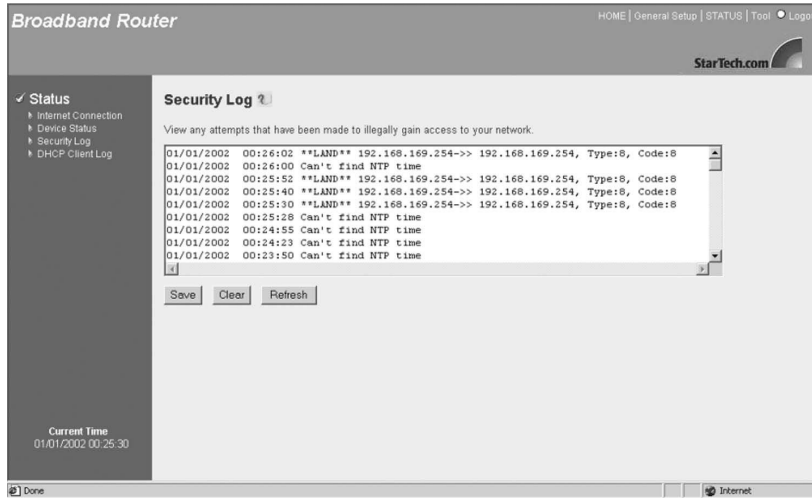 Broadband Router
HOME | General Setup | STATUS | Tool Logo
StarTech.com
Status
Internet Connection
Device Status
Security Log
DHCP Client Log
Current Time
01/01/2002 00:25:30
Security Log ?
View any attempts that have been made to illegally gain access to your network.
01/01/2002 00:26:02 **LAND** 192.168.169.254->> 192.168.169.254, Type:8, Code:8
01/01/2002 00:26:00 Can't find NTP time
01/01/2002 00:25:52 **LAND** 192.168.169.254->> 192.168.169.254, Type:8, Code:8
01/01/2002 00:25:40 **LAND** 192.168.169.254->> 192.168.169.254, Type:8, Code:8
01/01/2002 00:25:30 **LAND** 192.168.169.254->> 192.168.169.254, Type:8, Code:8
01/01/2002 00:25:28 Can't find NTP time
01/01/2002 00:24:55 Can't find NTP time
01/01/2002 00:24:23 Can't find NTP time
01/01/2002 00:23:50 Can't find NTP time
Save Clear Refresh
Done
Internet